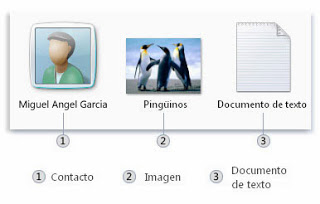 Miguel Angel Garcia Pingüinos Documento de texto
1 2 3
1 Contacto 2 Imagen 3 Documento
de texto